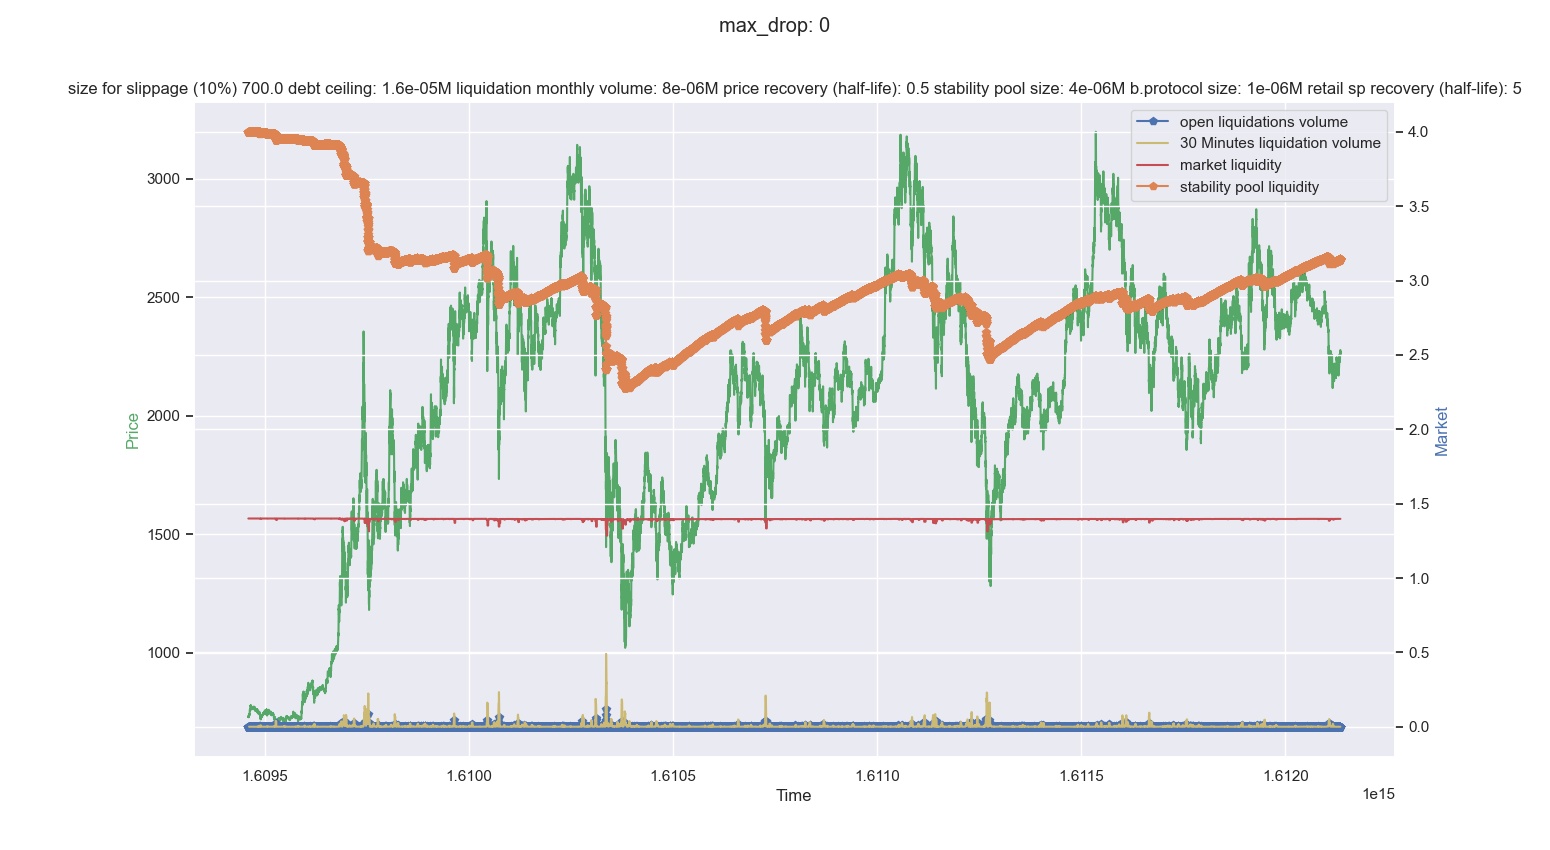 max_drop: 0
size for slippage (10%) 700.0 debt ceiling: 1.6e-05M liquidation monthly volume: 8e-06M price recovery (half-life): 0.5 stability pool size: 4e-06M b.protocol size: 1e-06M retail sp recovery (half-life): 5
open liquidations volume
30 Minutes liquidation volume
market liquidity
stability pool liquidity
3000
2500
2000
1500
1000
Price
4.0
3.5
3.0
2.5
2.0
1.5
1.0
0.5
0.0
Market
1.6095
1.6100
1.6105
1.6110
1.6115
1.6120
Time
1e15